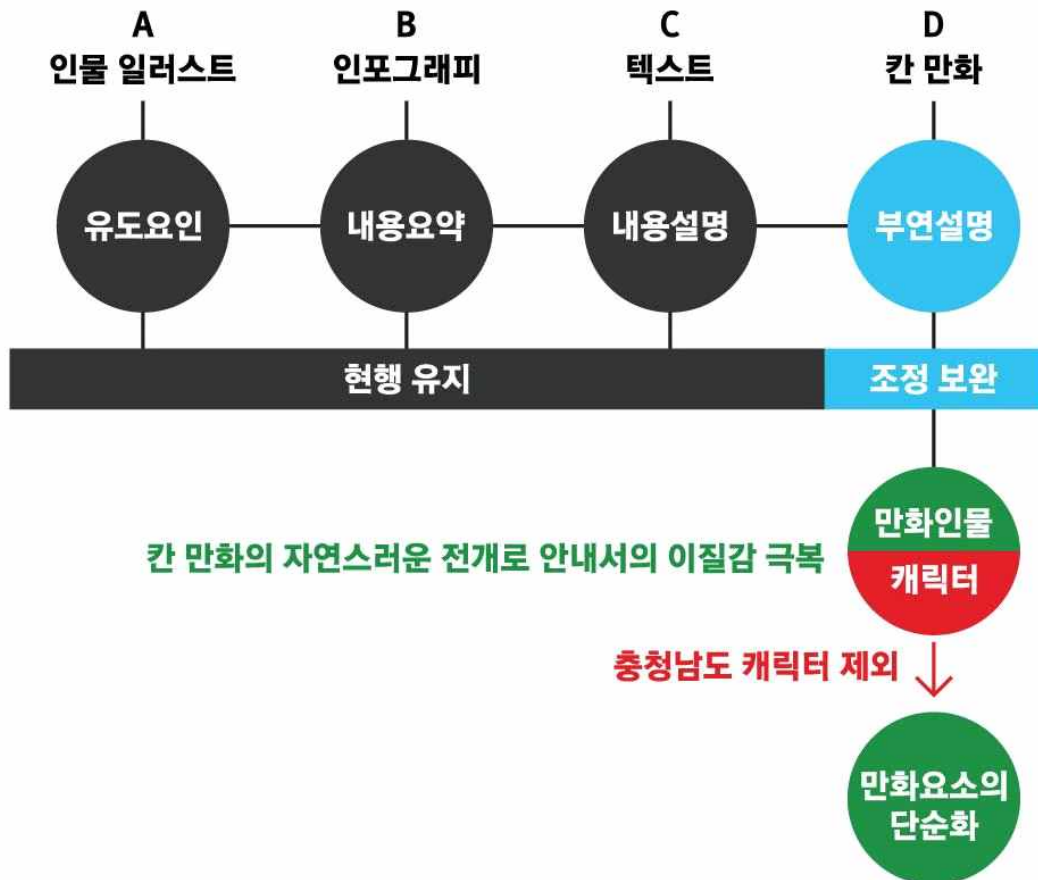 A
인물 일러스트
B
인포그래피
C
텍스트
D
칸 만화
유도요인
내용요약
내용설명
부연설명
현행 유지
조정 보완
만화인물
캐릭터
칸 만화의 자연스러운 전개로 안내서의 이질감 극복
충청남도 캐릭터 제외
만화요소의
단순화